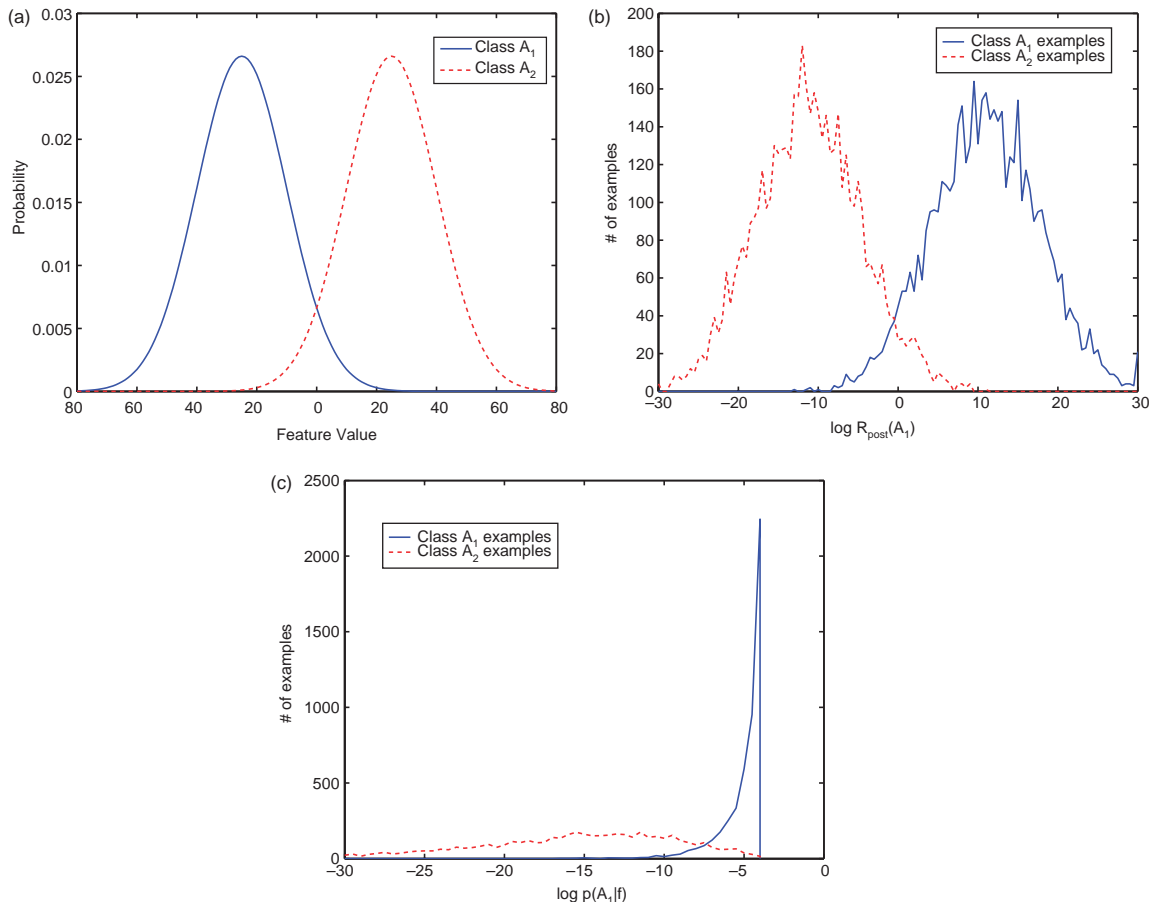 (a)
0.03
0.025
0.02
0.015
0.01
0.005
0
Probability
Class A1
Class A2
80 60 40 20 0 20 40 60 80
Feature Value
(b)
200
180
160
140
120
100
80
60
40
20
0
# of examples
Class A1 examples
Class A2 examples
–30 –20 –10 0 10 20 30
log Rpost(A1)
(c)
2500
2000
1500
1000
500
0
# of examples
Class A1 examples
Class A2 examples
–30 –25 –20 –15 –10 –5 0
log p(A1|f)